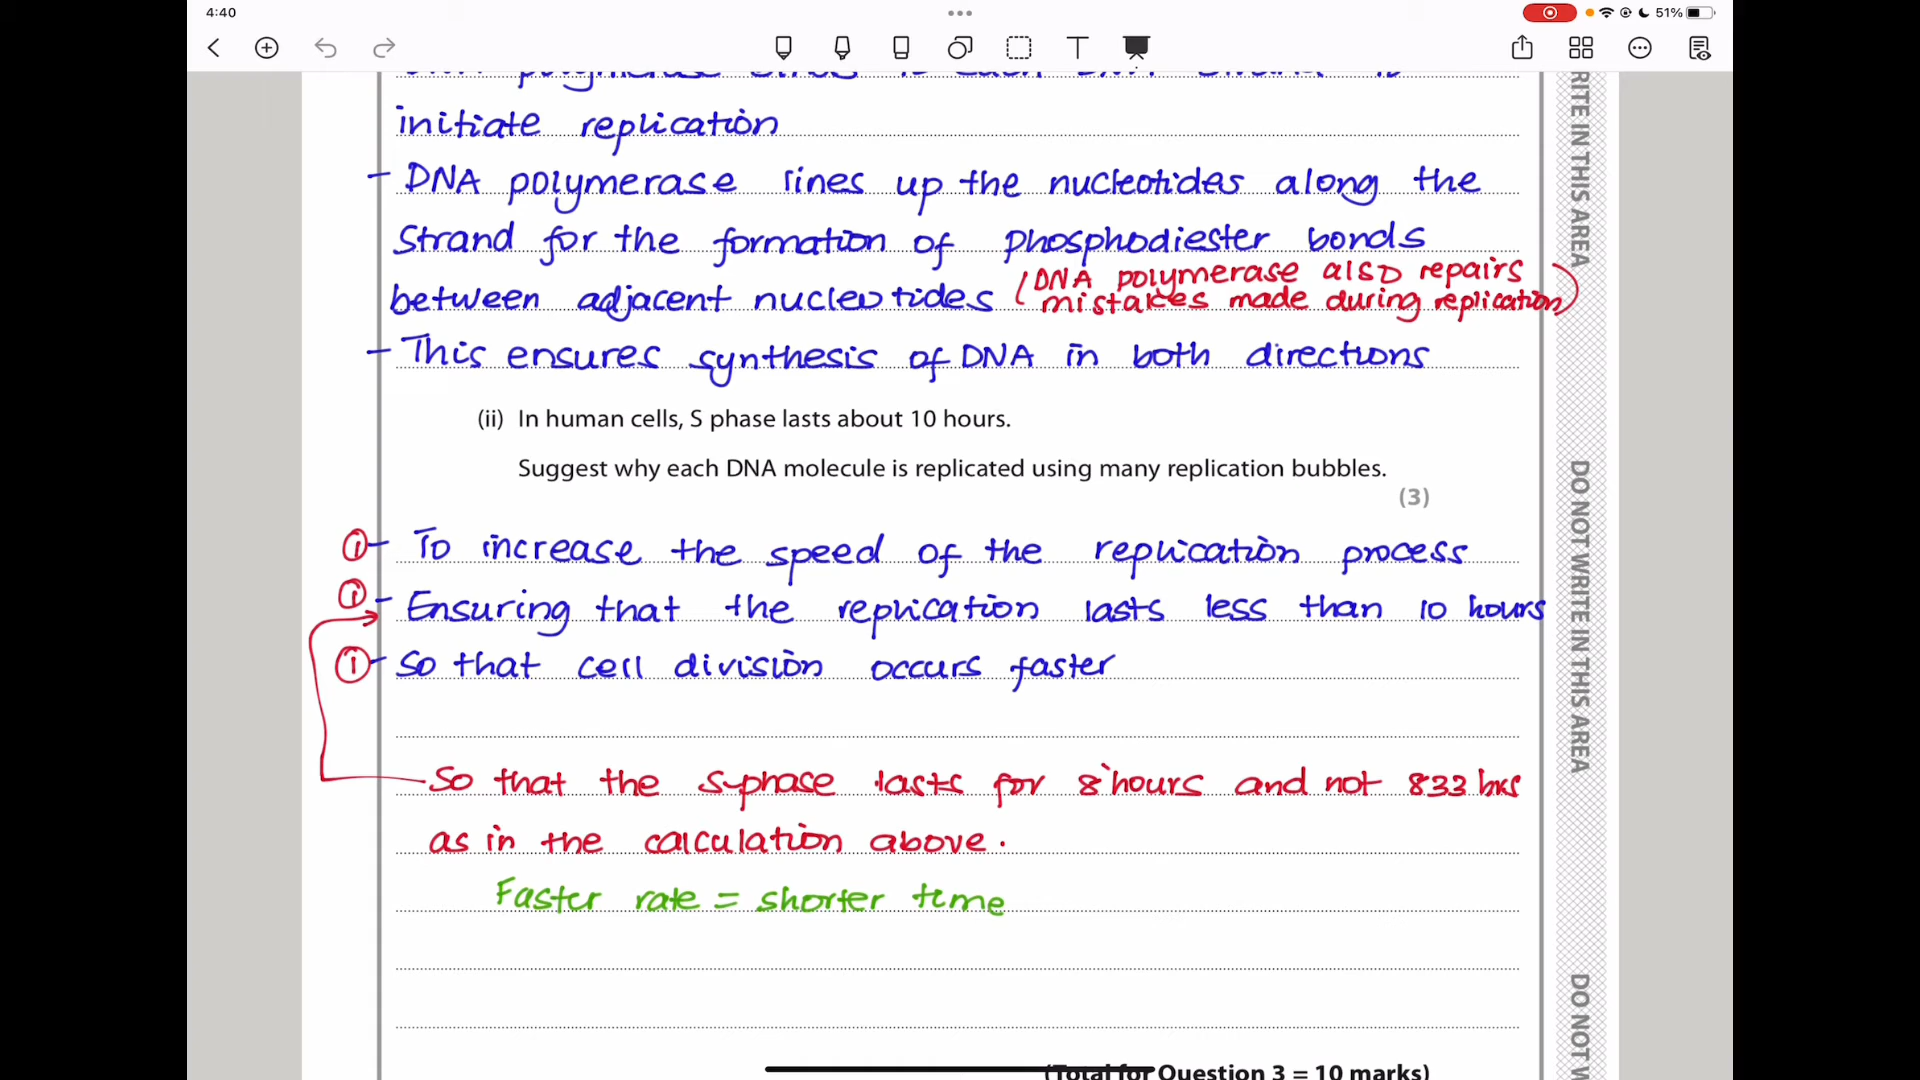 4:40
51%
initiate replication
- DNA polymerase lines up the nucleotides along the
strand for the formation of phosphodiester bonds
between adjacent nucleotides (DNA polymerase also repairs
mistakes made during replication)
- This ensures synthesis of DNA in both directions
(ii) In human cells, S phase lasts about 10 hours.
Suggest why each DNA molecule is replicated using many replication bubbles.
(3)
① - To increase the speed of the replication process
① - Ensuring that the replication lasts less than 10 hours
① - So that cell division occurs faster
So that the S-phase lasts for 8 hours and not 833 hrs
as in the calculation above.
Faster rate = shorter time
(Total for Question 3 = 10 marks)
RITE IN THIS AREA
DO NOT WRITE IN THIS AREA
DO NOT W